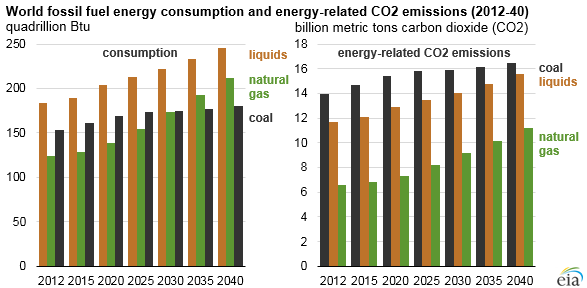 World fossil fuel energy consumption and energy-related CO2 emissions (2012-40)
quadrillion Btu
billion metric tons carbon dioxide (CO2)
250
200
150
100
50
0
consumption
liquids
natural
gas
coal
2012 2015 2020 2025 2030 2035 2040
18
16
14
12
10
8
6
4
2
0
energy-related CO2 emissions
coal
liquids
natural
gas
2012 2015 2020 2025 2030 2035 2040
eia